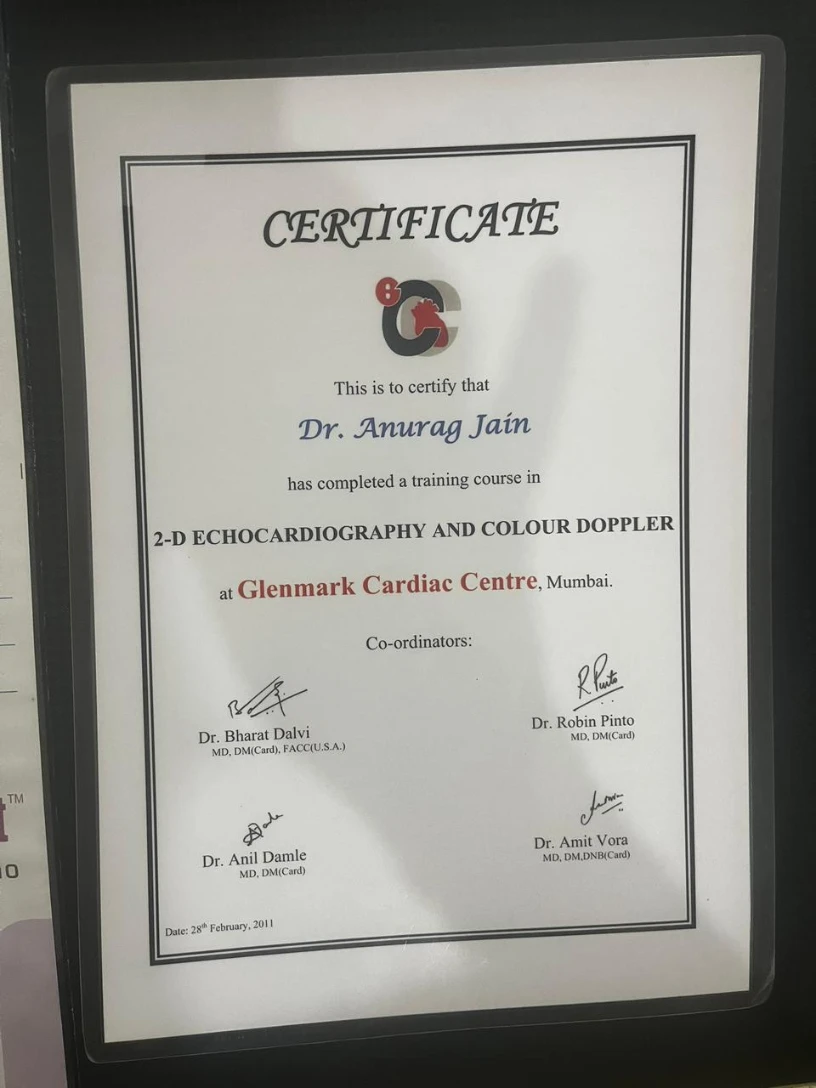 CERTIFICATE
This is to certify that
Dr. Anurag Jain
has completed a training course in
2-D ECHOCARDIOGRAPHY AND COLOUR DOPPLER
at Glenmark Cardiac Centre, Mumbai.
Co-ordinators:
R Pinto
Dr. Bharat Dalvi
MD, DM(Card), FACC(U.S.A.)
Dr. Robin Pinto
MD, DM(Card)
Dr. Anil Damle
MD, DM(Card)
Dr. Amit Vora
MD, DM,DNB(Card)
Date: 28th February, 2011
TM